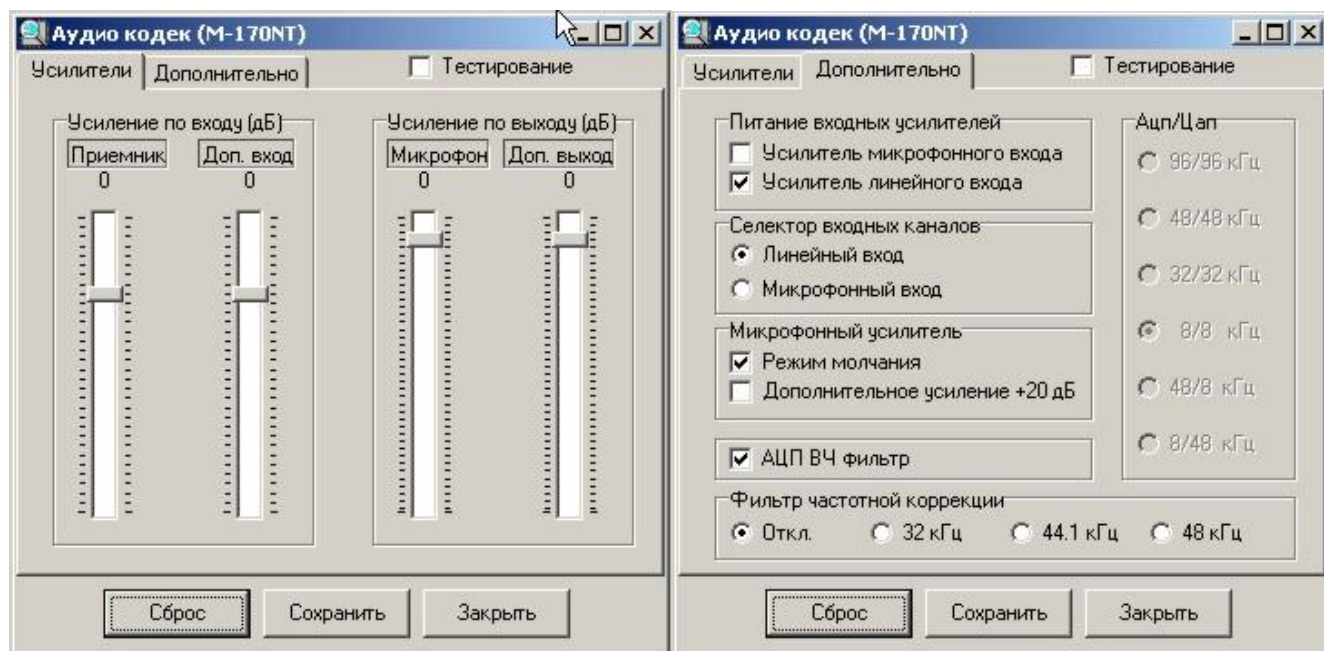 Аудио кодек (M-170NT)
Усилители Дополнительно Тестирование
Усиление по входу (дБ) Усиление по выходу (дБ)
Приемник Доп. вход Микрофон Доп. выход
0 0 0 0
Сброс Сохранить Закрыть
Аудио кодек (M-170NT)
Усилители Дополнительно Тестирование
Питание входных усилителей
Усилитель микрофонного входа
Усилитель линейного входа
Селектор входных каналов
Линейный вход
Микрофонный вход
Микрофонный усилитель
Режим молчания
Дополнительное усиление +20 дБ
АЦП ВЧ фильтр
Ацп/Цап
96/96 кГц
48/48 кГц
32/32 кГц
8/8 кГц
48/8 кГц
8/48 кГц
Фильтр частотной коррекции
Откл. 32 кГц 44.1 кГц 48 кГц
Сброс Сохранить Закрыть